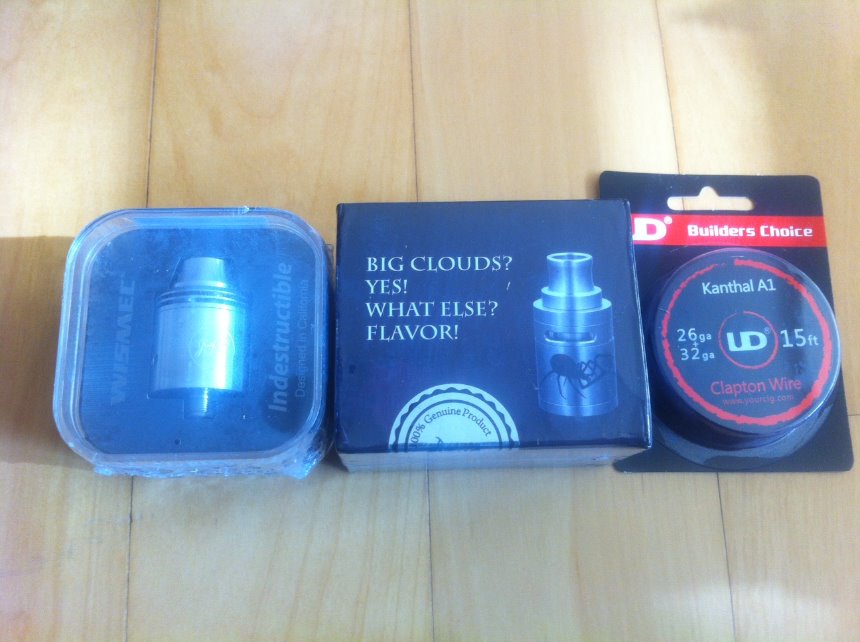 WISMEC
Indestructible
Designed in California
BIG CLOUDS?
YES!
WHAT ELSE?
FLAVOR!
100% Genuine Product
UD®
Builders Choice
Kanthal A1
26ga
+
32ga
UD®
15ft
Clapton Wire
www.youcig.com